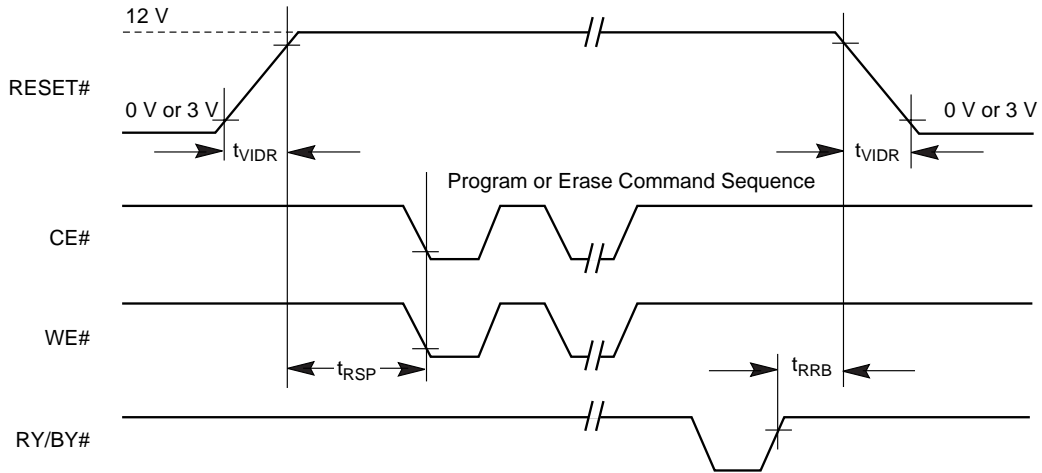 12 V
RESET#
0 V or 3 V
0 V or 3 V
tVIDR
tVIDR
Program or Erase Command Sequence
CE#
WE#
tRSP
tRRB
RY/BY#